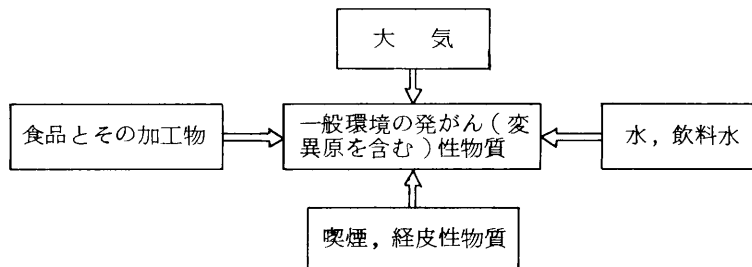 大　気
食品とその加工物
一般環境の発がん（変
異原を含む）性物質
水，飲料水
喫煙，経皮性物質